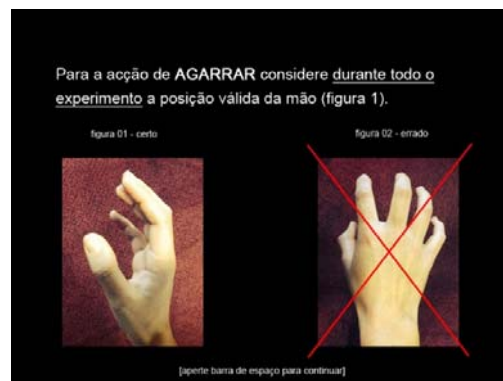 Para a acção de AGARRAR considere durante todo o
experimento a posição válida da mão (figura 1).
figura 01 - certo
figura 02 - errado
[aperte barra de espaço para continuar]